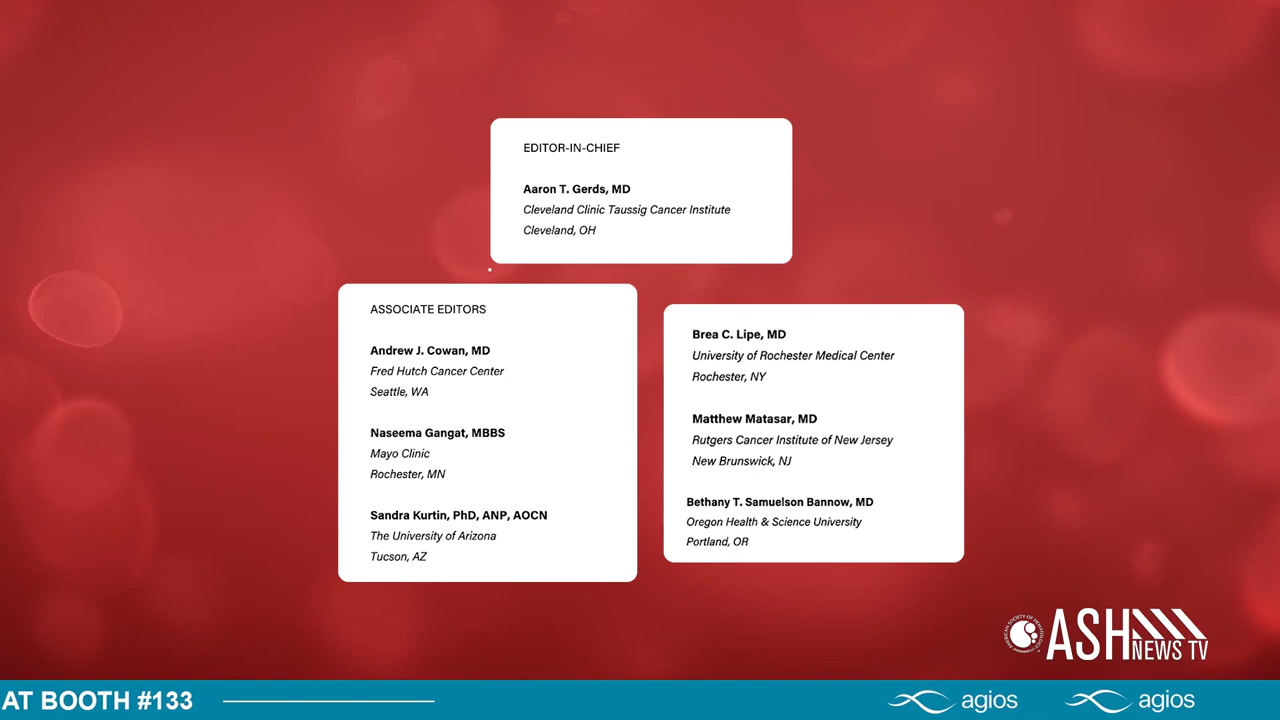 EDITOR-IN-CHIEF
Aaron T. Gerds, MD
Cleveland Clinic Taussig Cancer Institute
Cleveland, OH
ASSOCIATE EDITORS
Andrew J. Cowan, MD
Fred Hutch Cancer Center
Seattle, WA
Naseema Gangat, MBBS
Mayo Clinic
Rochester, MN
Sandra Kurtin, PhD, ANP, AOCN
The University of Arizona
Tucson, AZ
Brea C. Lipe, MD
University of Rochester Medical Center
Rochester, NY
Matthew Matasar, MD
Rutgers Cancer Institute of New Jersey
New Brunswick, NJ
Bethany T. Samuelson Bannow, MD
Oregon Health & Science University
Portland, OR
ASH
NEWS TV
AT BOOTH #133
agios
agios